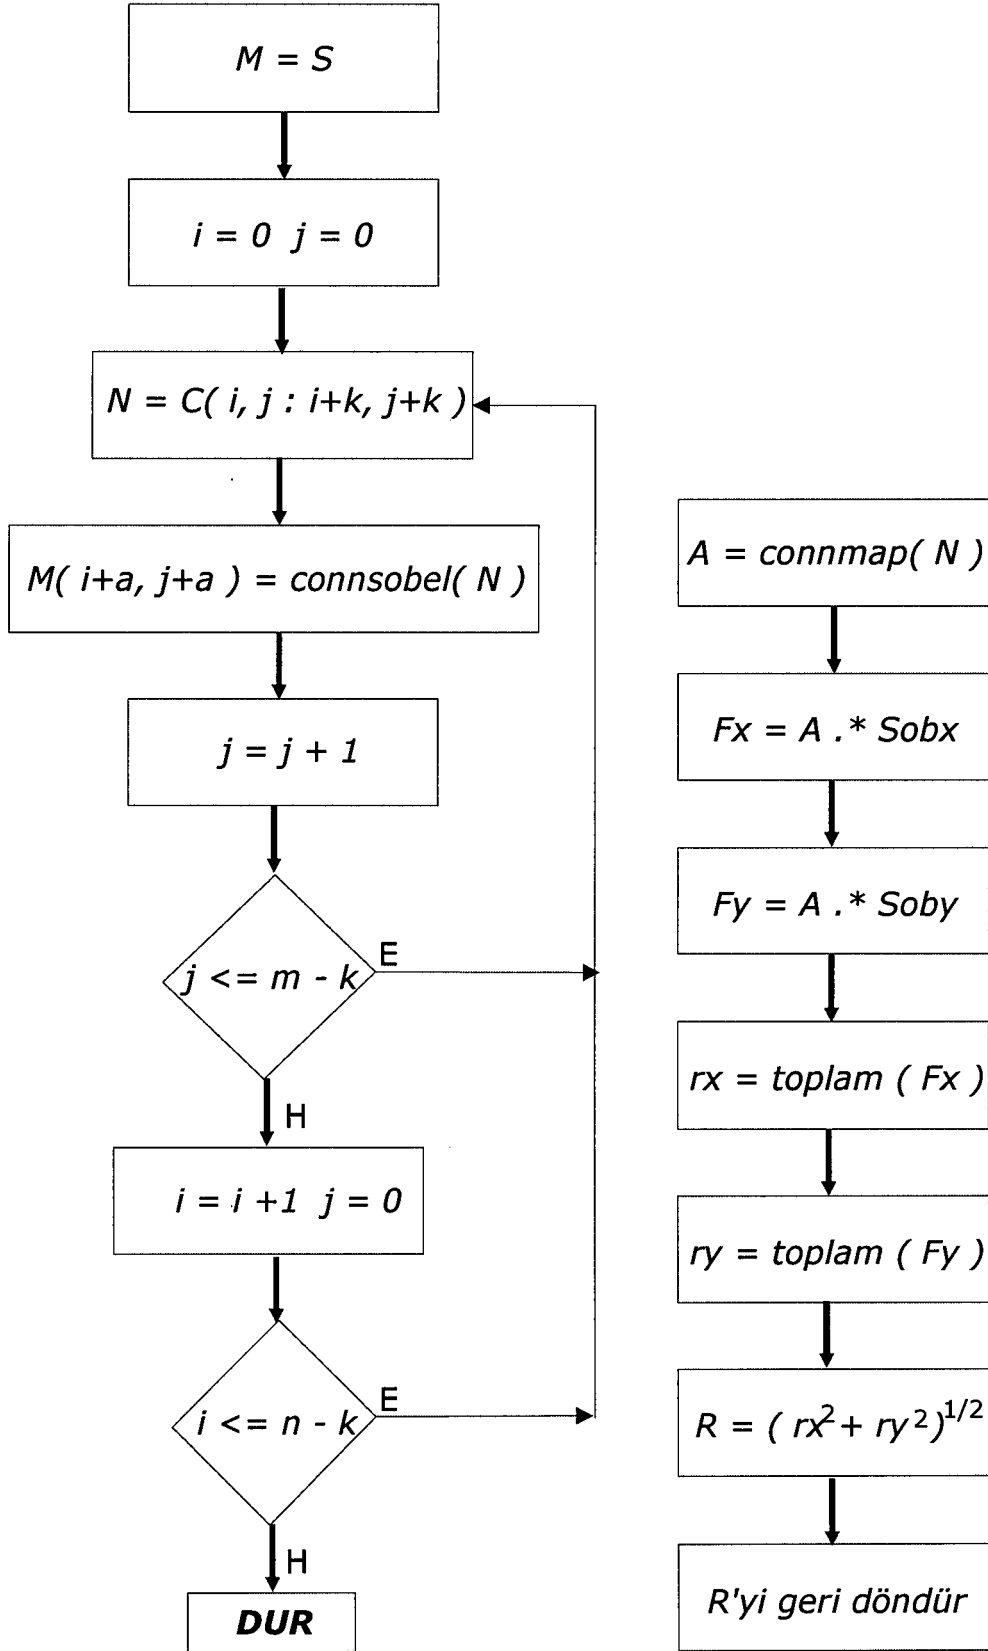 M = S
i = 0 j = 0
N = C( i, j : i+k, j+k )
M( i+a, j+a ) = connsobel( N )
j = j + 1
j <= m - k
E
H
i = i +1 j = 0
i <= n - k
E
H
DUR
A = connmap( N )
Fx = A .* Sobx
Fy = A .* Soby
rx = toplam ( Fx )
ry = toplam ( Fy )
R = ( rx² + ry² )^1/2
R'yi geri döndür